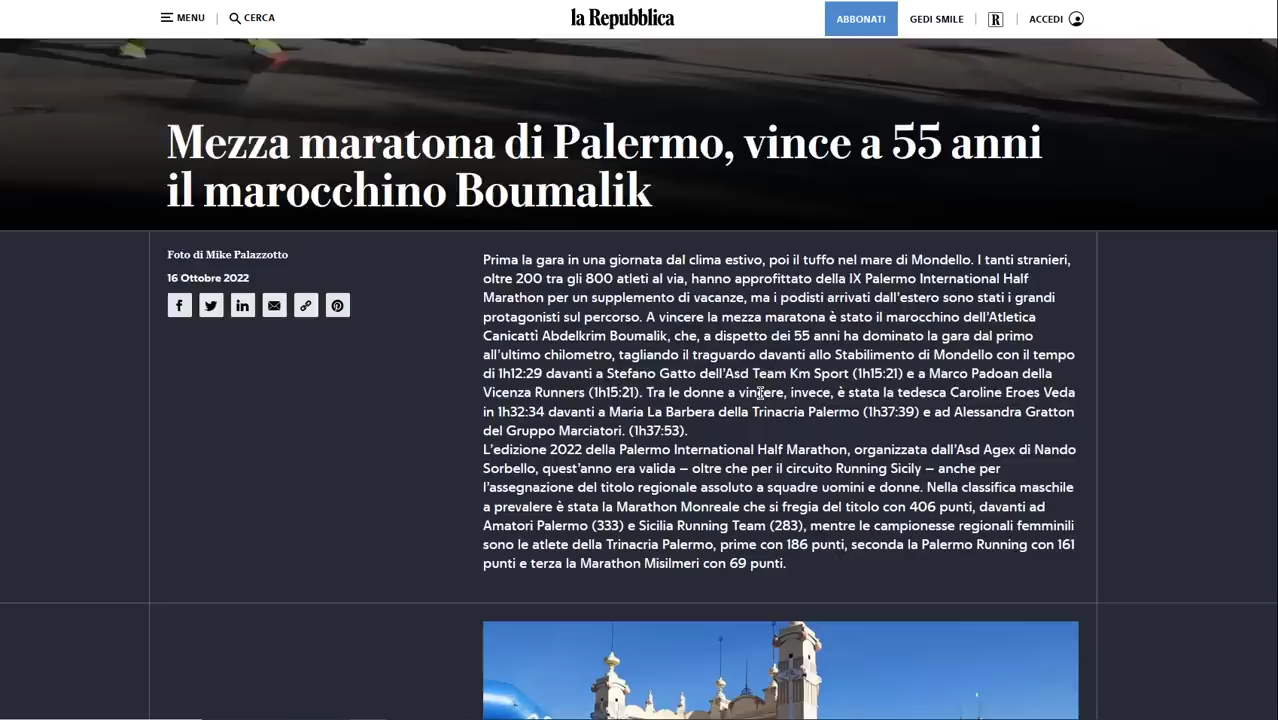 MENU
CERCA
la Repubblica
ABBONATI
GEDI SMILE
R
ACCEDI
Mezza maratona di Palermo, vince a 55 anni
il marocchino Boumalik
Foto di Mike Palazzotto
16 Ottobre 2022
Prima la gara in una giornata dal clima estivo, poi il tuffo nel mare di Mondello. I tanti stranieri,
oltre 200 tra gli 800 atleti al via, hanno approfittato della IX Palermo International Half
Marathon per un supplemento di vacanze, ma i podisti arrivati dall'estero sono stati i grandi
protagonisti sul percorso. A vincere la mezza maratona è stato il marocchino dell'Atletica
Canicattì Abdelkrim Boumalik, che, a dispetto dei 55 anni ha dominato la gara dal primo
all'ultimo chilometro, tagliando il traguardo davanti allo Stabilimento di Mondello con il tempo
di 1h12:29 davanti a Stefano Gatto dell'Asd Team Km Sport (1h15:21) e a Marco Padoan della
Vicenza Runners (1h15:21). Tra le donne a vincere, invece, è stata la tedesca Caroline Eroes Veda
in 1h32:34 davanti a Maria La Barbera della Trinacria Palermo (1h37:39) e ad Alessandra Gratton
del Gruppo Marciatori. (1h37:53).
L'edizione 2022 della Palermo International Half Marathon, organizzata dall'Asd Agex di Nando
Sorbello, quest'anno era valida – oltre che per il circuito Running Sicily – anche per
l'assegnazione del titolo regionale assoluto a squadre uomini e donne. Nella classifica maschile
a prevalere è stata la Marathon Monreale che si fregia del titolo con 406 punti, davanti ad
Amatori Palermo (333) e Sicilia Running Team (283), mentre le campionesse regionali femminili
sono le atlete della Trinacria Palermo, prime con 186 punti, seconda la Palermo Running con 161
punti e terza la Marathon Misilmeri con 69 punti.